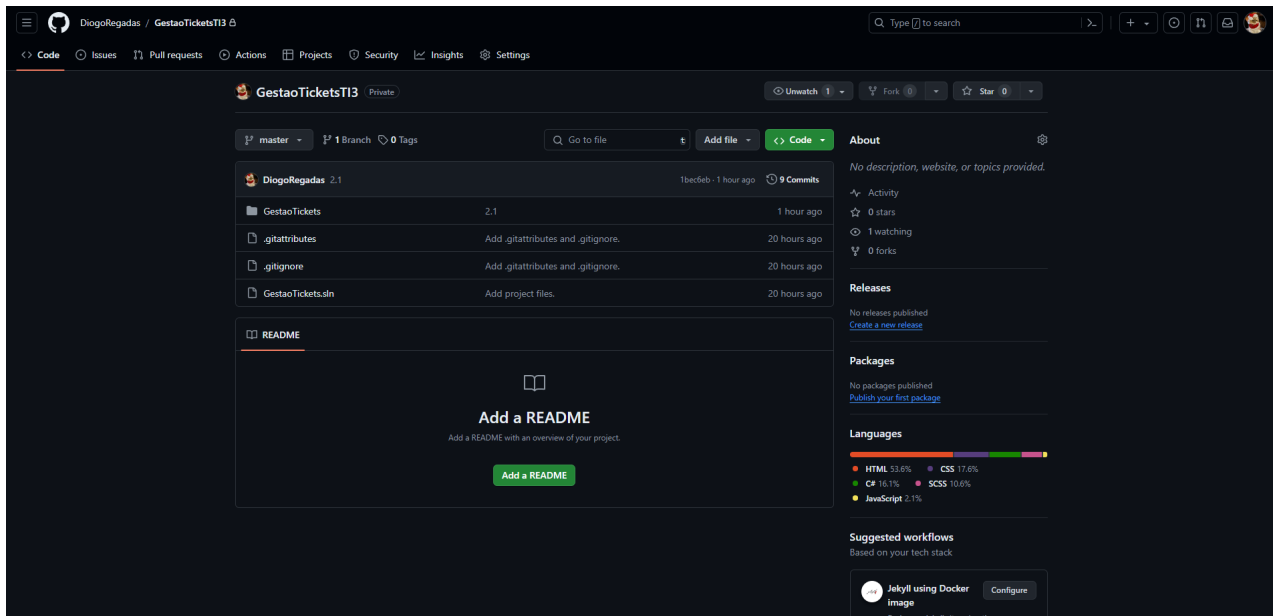 DiogoRegadas / GestaoTicketsTI3
Type / to search
Code Issues Pull requests Actions Projects Security Insights Settings
GestaoTicketsTI3 Private
Unwatch 1 Fork 0 Star 0
master 1 Branch 0 Tags
Go to file t Add file Code
DiogoRegadas 2.1 1bec6eb · 1 hour ago 9 Commits
GestaoTickets 2.1 1 hour ago
.gitattributes Add .gitattributes and .gitignore. 20 hours ago
.gitignore Add .gitattributes and .gitignore. 20 hours ago
GestaoTickets.sln Add project files. 20 hours ago
README
Add a README
Add a README with an overview of your project.
Add a README
About
No description, website, or topics provided.
Activity
0 stars
1 watching
0 forks
Releases
No releases published
Create a new release
Packages
No packages published
Publish your first package
Languages
HTML 53.6% CSS 17.6%
C# 16.1% SCSS 10.6%
JavaScript 2.1%
Suggested workflows
Based on your tech stack
Jekyll using Docker
image
Configure